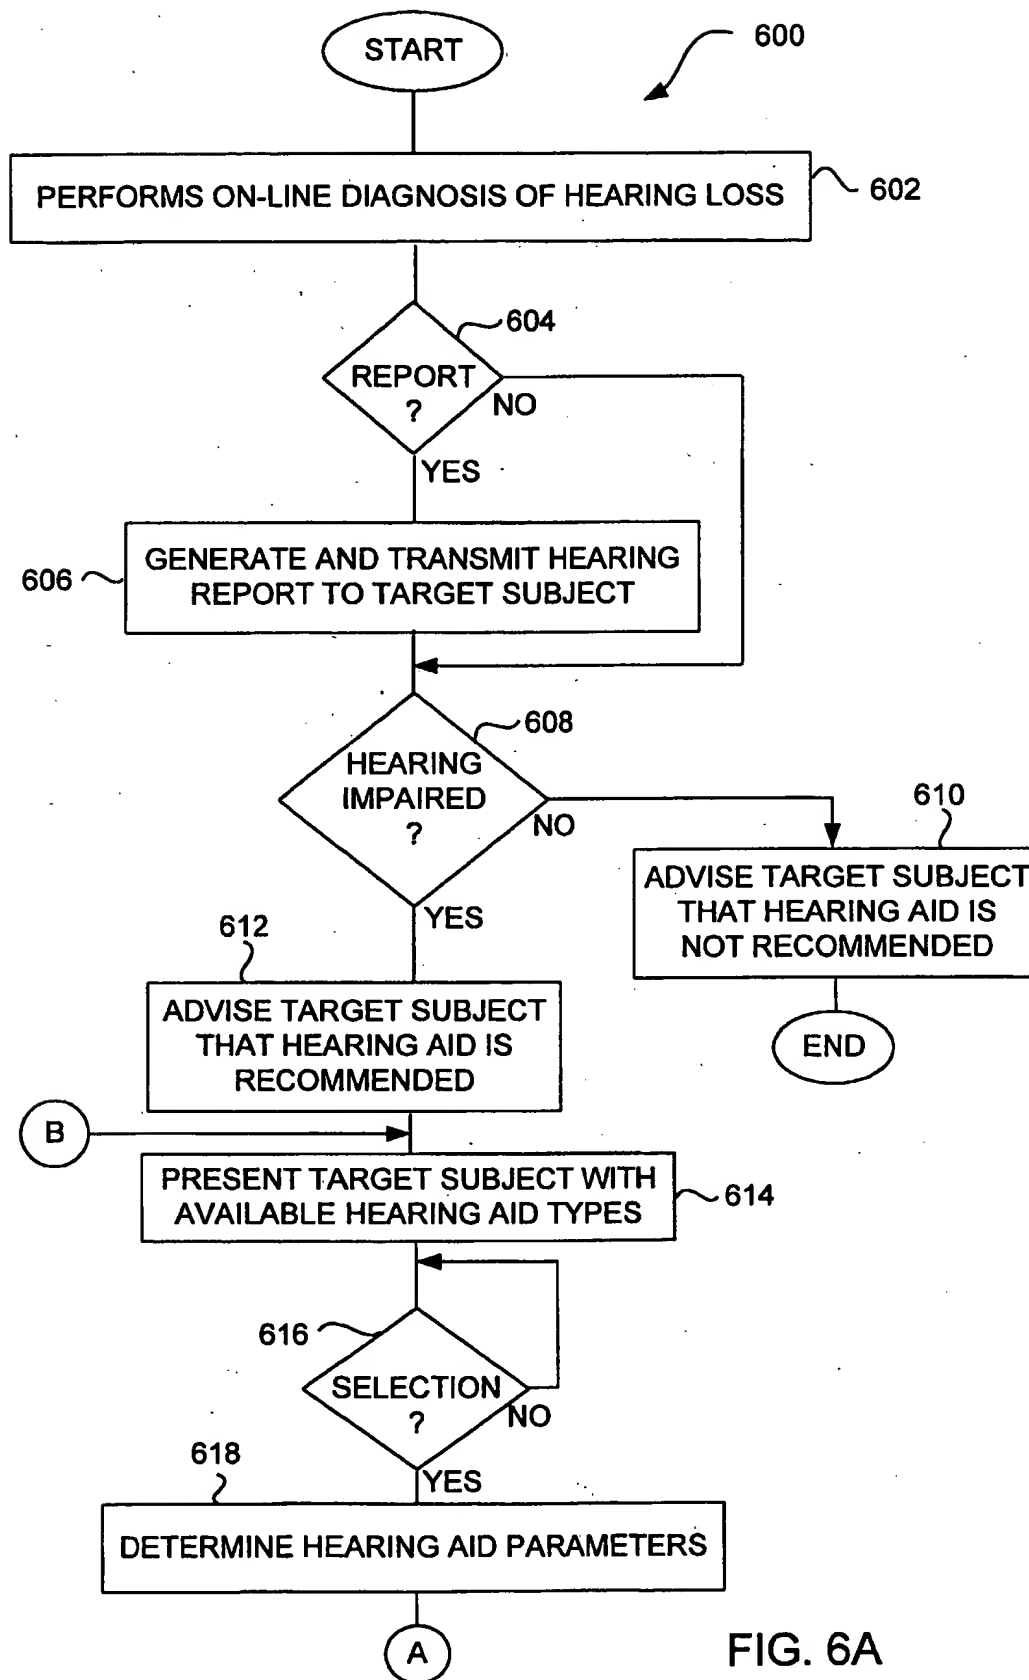 START
600
PERFORMS ON-LINE DIAGNOSIS OF HEARING LOSS
602
604
REPORT
?
NO
YES
606
GENERATE AND TRANSMIT HEARING
REPORT TO TARGET SUBJECT
608
HEARING
IMPAIRED
?
NO
YES
610
ADVISE TARGET SUBJECT
THAT HEARING AID IS
NOT RECOMMENDED
END
612
ADVISE TARGET SUBJECT
THAT HEARING AID IS
RECOMMENDED
B
PRESENT TARGET SUBJECT WITH
AVAILABLE HEARING AID TYPES
614
616
SELECTION
?
NO
YES
618
DETERMINE HEARING AID PARAMETERS
A
FIG. 6A